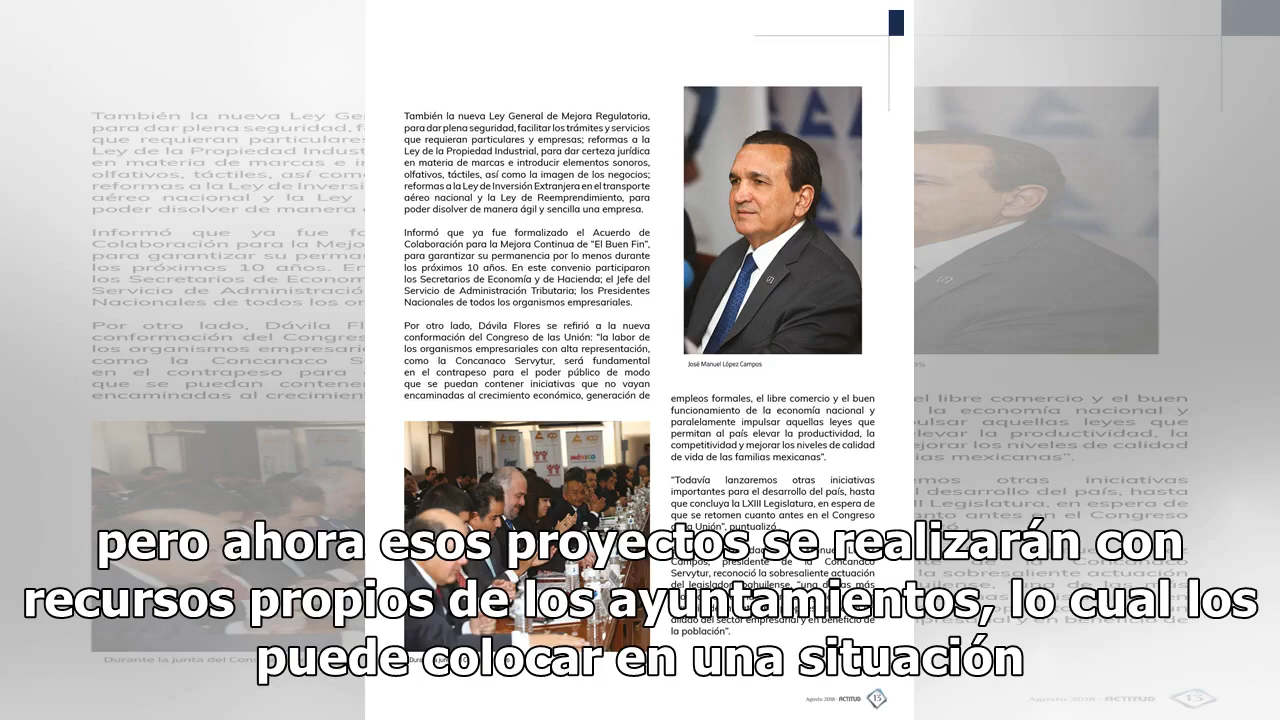 También la nueva Ley General de Mejora Regulatoria,
para dar plena seguridad, facilitar los trámites y servicios
que requieran particulares y empresas; reformas a la
Ley de la Propiedad Industrial, para dar certeza jurídica
en materia de marcas e introducir elementos sonoros,
olfativos, táctiles, así como la imagen de los negocios;
reformas a la Ley de Inversión Extranjera en el transporte
aéreo nacional y la Ley de Reemprendimiento, para
poder disolver de manera ágil y sencilla una empresa.
Informó que ya fue formalizado el Acuerdo de
Colaboración para la Mejora Continua de “El Buen Fin”,
para garantizar su permanencia por lo menos durante
los próximos 10 años. En este convenio participaron
los Secretarios de Economía y de Hacienda; el Jefe del
Servicio de Administración Tributaria; los Presidentes
Nacionales de todos los organismos empresariales.
Por otro lado, Dávila Flores se refirió a la nueva
conformación del Congreso de las Unión: “la labor de
los organismos empresariales con alta representación,
como la Concanaco Servytur, será fundamental
en el contrapeso para el poder público de modo
que se puedan contener iniciativas que no vayan
encaminadas al crecimiento económico, generación de
José Manuel López Campos
empleos formales, el libre comercio y el buen
funcionamiento de la economía nacional y
paralelamente impulsar aquellas leyes que
permitan al país elevar la productividad, la
competitividad y mejorar los niveles de calidad
de vida de las familias mexicanas”.
“Todavía lanzaremos otras iniciativas
importantes para el desarrollo del país, hasta
que concluya la LXIII Legislatura, en espera de
que se retomen cuanto antes en el Congreso
la Unión”, puntualizó
Campos, presidente de la Concanaco
Servytur, reconoció la sobresaliente actuación
del legislador
aliado del sector empresarial y en beneficio de
la población”.
MÉXICO
pero ahora esos proyectos se realizarán con
recursos propios de los ayuntamientos, lo cual los
puede colocar en una situación
Agosto 2018 · ACTITUD 13